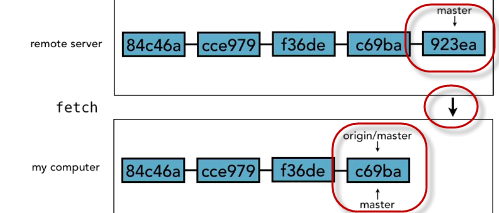 master
remote server 84c46a cce979 f36de c69ba 923ea
fetch
origin/master
my computer 84c46a cce979 f36de c69ba
master